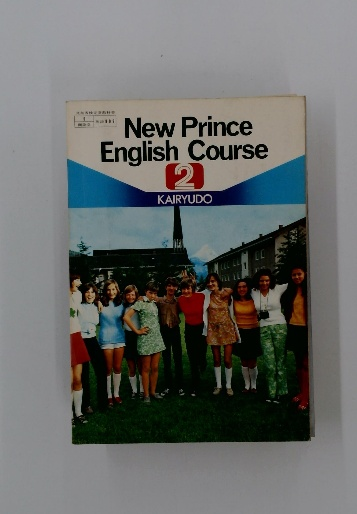 New Prince
English Course
2
KAIRYUDO